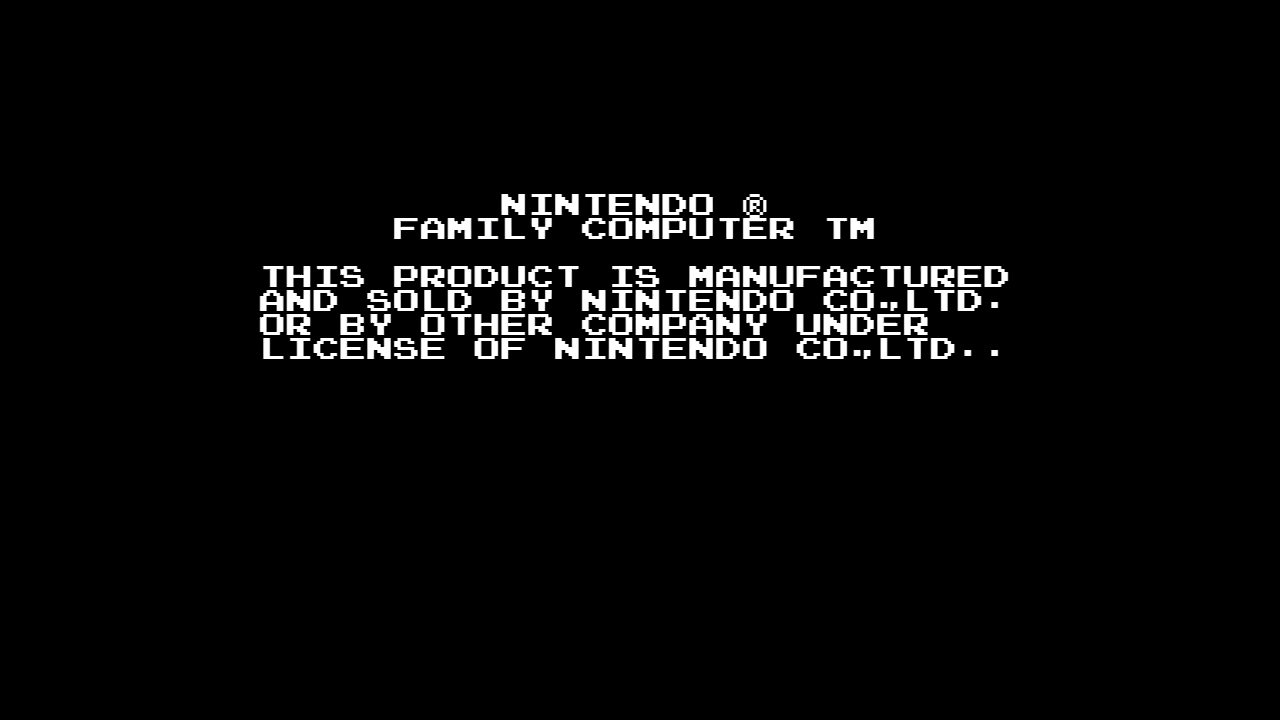 NINTENDO ®
FAMILY COMPUTER TM
THIS PRODUCT IS MANUFACTURED
AND SOLD BY NINTENDO CO.,LTD.
OR BY OTHER COMPANY UNDER
LICENSE OF NINTENDO CO.,LTD..